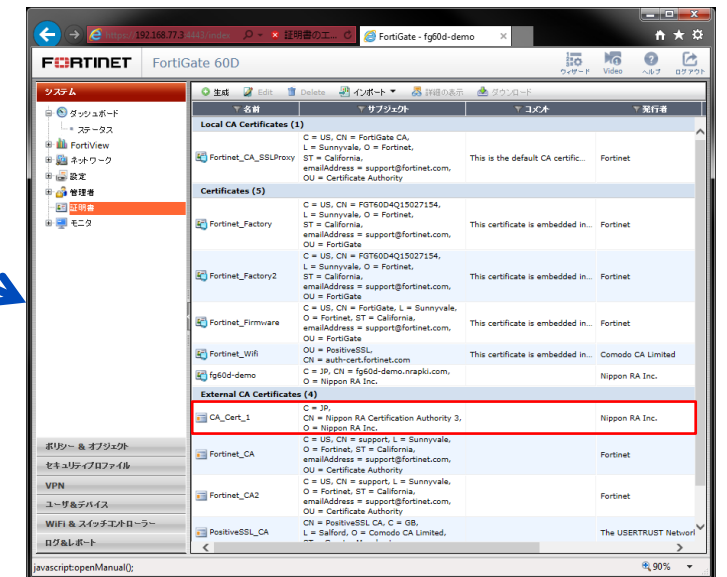 https://192.168.77.3:4443/index
証明書のエ...
FortiGate - fg60d-demo
FORTINET
FortiGate 60D
ウィザード
Video
ヘルプ
ログアウト
システム
ダッシュボード
ステータス
FortiView
ネットワーク
設定
管理者
証明書
モニタ
ポリシー & オブジェクト
セキュリティプロファイル
VPN
ユーザ&デバイス
WiFi & スイッチコントローラー
ログ&レポート
生成 Edit Delete インポート 詳細の表示 ダウンロード
名前 サブジェクト コメント 発行者
Local CA Certificates (1)
C = US, CN = FortiGate CA,
L = Sunnyvale, O = Fortinet,
Fortinet_CA_SSLProxy ST = California, This is the default CA certific... Fortinet
emailAddress = support@fortinet.com,
OU = Certificate Authority
Certificates (5)
C = US, CN = FGT60D4Q15027154,
L = Sunnyvale, O = Fortinet,
Fortinet_Factory ST = California, This certificate is embedded in... Fortinet
emailAddress = support@fortinet.com,
OU = FortiGate
C = US, CN = FGT60D4Q15027154,
L = Sunnyvale, O = Fortinet,
Fortinet_Factory2 ST = California, This certificate is embedded in... Fortinet
emailAddress = support@fortinet.com,
OU = FortiGate
C = US, CN = FortiGate, L = Sunnyvale,
O = Fortinet, ST = California,
Fortinet_Firmware This certificate is embedded in... Fortinet
emailAddress = support@fortinet.com,
OU = FortiGate
OU = PositiveSSL,
Fortinet_Wifi This certificate is embedded in... Comodo CA Limited
CN = auth-cert.fortinet.com
C = JP, CN = fg60d-demo.nrapki.com,
fg60d-demo Nippon RA Inc.
O = Nippon RA Inc.
External CA Certificates (4)
C = JP,
CA_Cert_1 CN = Nippon RA Certification Authority 3, Nippon RA Inc.
O = Nippon RA Inc.
C = US, CN = support, L = Sunnyvale,
O = Fortinet, ST = California,
Fortinet_CA Fortinet
emailAddress = support@fortinet.com,
OU = Certificate Authority
C = US, CN = support, L = Sunnyvale,
O = Fortinet, ST = California,
Fortinet_CA2 Fortinet
emailAddress = support@fortinet.com,
OU = Certificate Authority
CN = PositiveSSL CA, C = GB,
PositiveSSL_CA L = Salford, O = Comodo CA Limited, The USERTRUST Networl
javascript:openManual();
90%